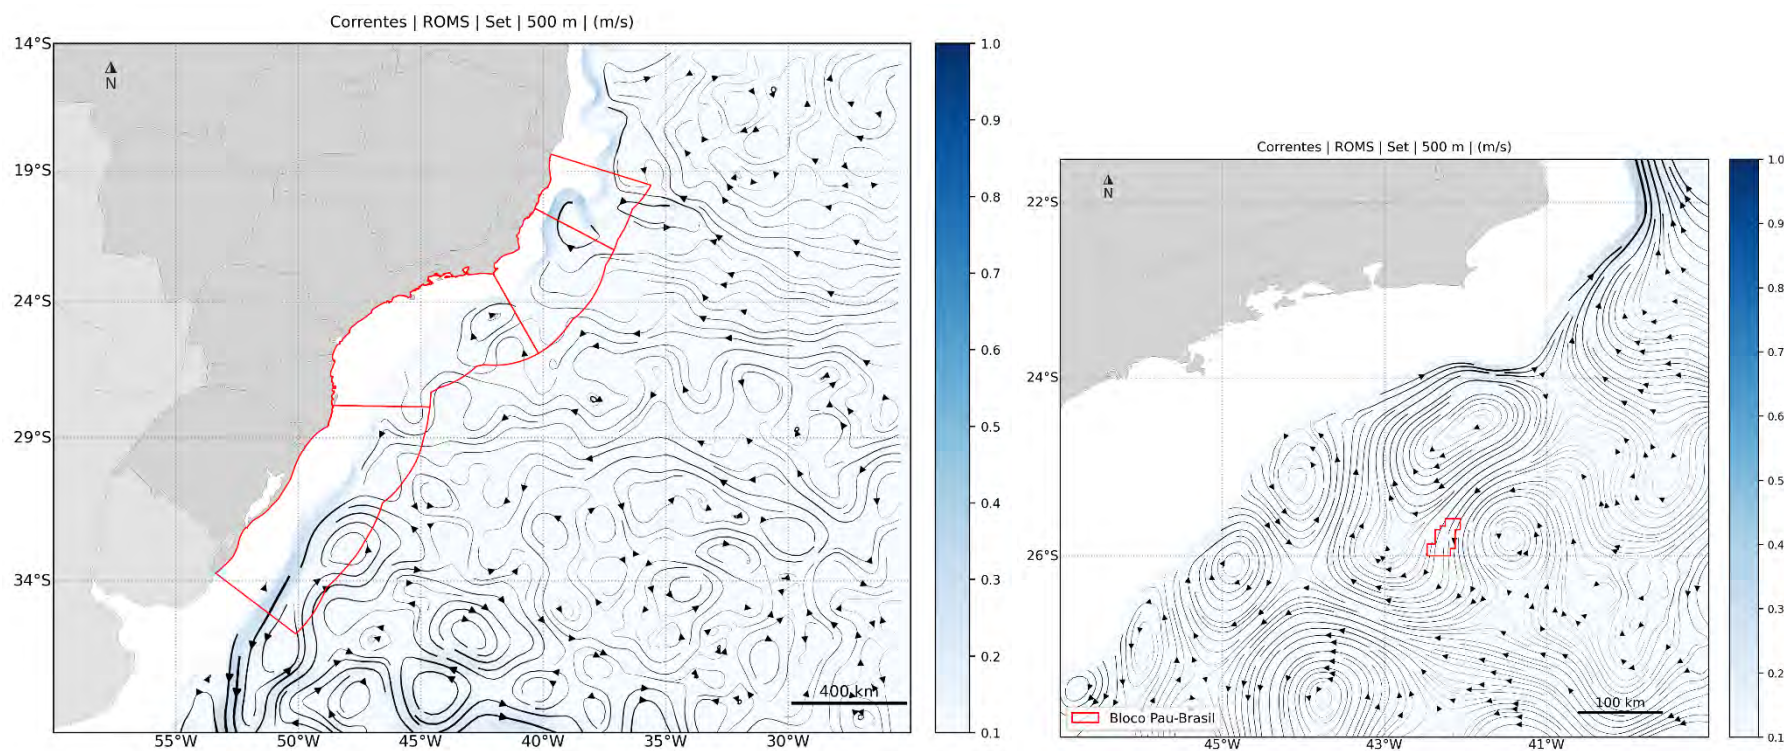 Correntes | ROMS | Set | 500 m | (m/s)
14°S
19°S
24°S
29°S
34°S
55°W
50°W
45°W
40°W
35°W
30°W
N
400 km
1.0
0.9
0.8
0.7
0.6
0.5
0.4
0.3
0.2
0.1
Correntes | ROMS | Set | 500 m | (m/s)
22°S
24°S
26°S
45°W
43°W
41°W
N
Bloco Pau-Brasil
100 km
1.0
0.9
0.8
0.7
0.6
0.5
0.4
0.3
0.2
0.1